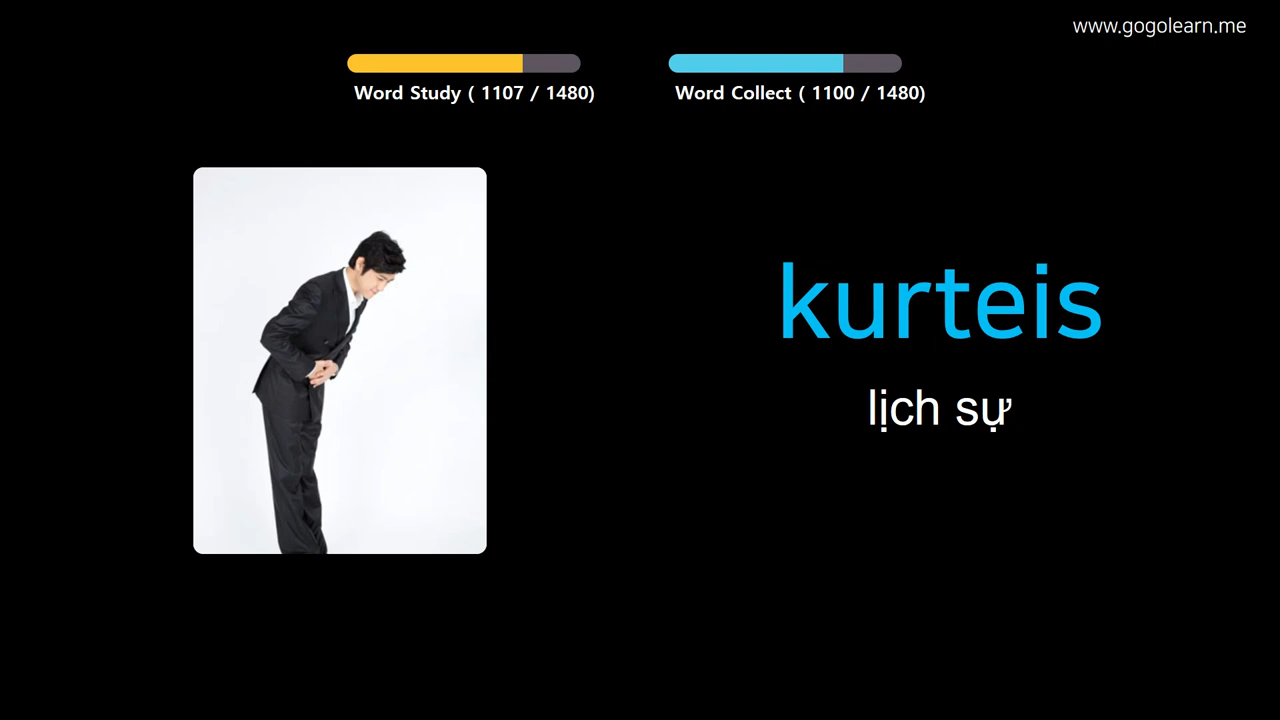 www.gogolearn.me
Word Study ( 1107 / 1480)
Word Collect ( 1100 / 1480)
kurteis
lịch sự